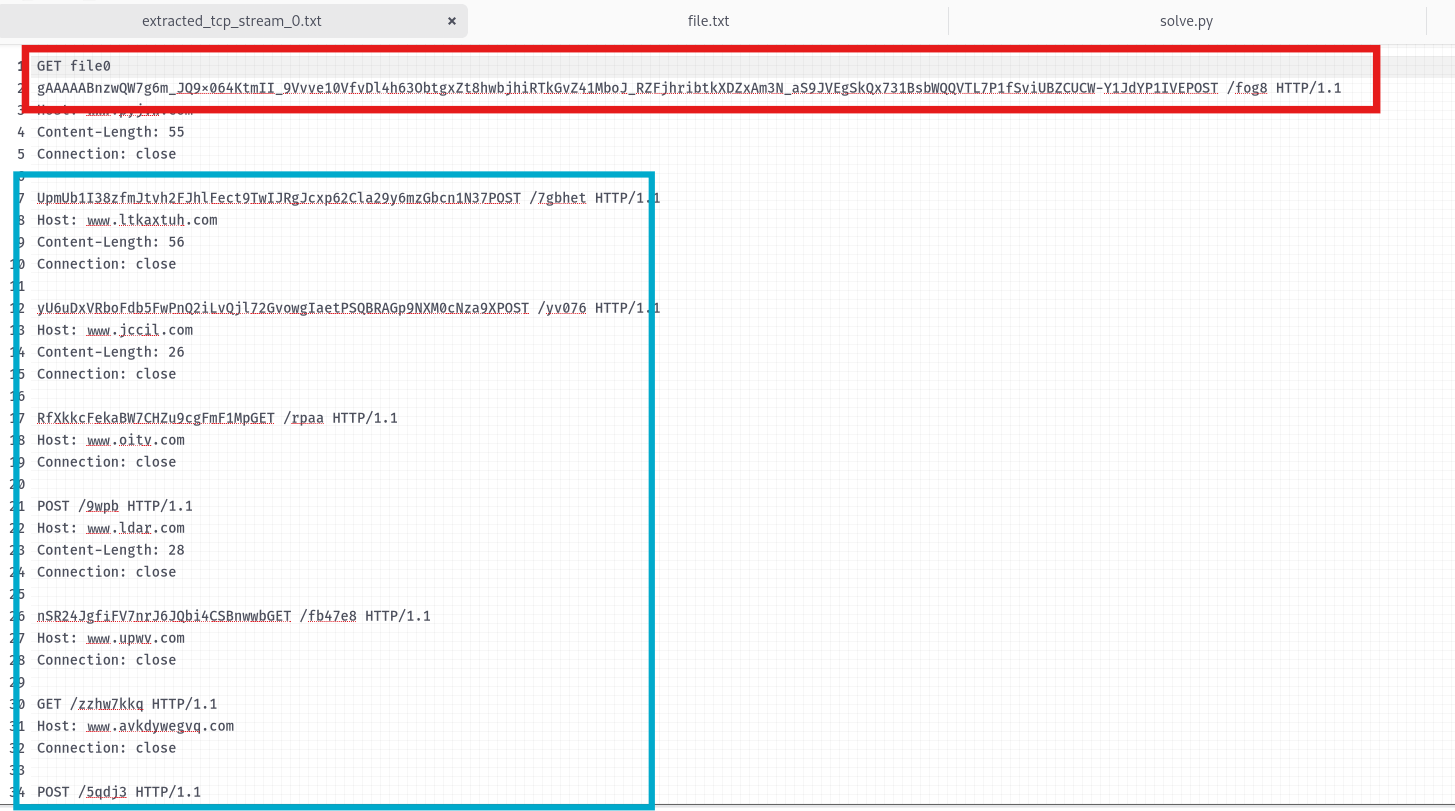 extracted_tcp_stream_0.txt × file.txt solve.py
1 GET file0
2 gAAAAABnzwQW7g6m_JQ9×064KtmII_9Vvve10VfvDl4h63ObtgxZt8hwbjhiRTkGvZ41MboJ_RZFjhribtkXDZxAm3N_aS9JVEgSkQx731BsbWQQVTL7P1fSviUBZCUCW-Y1JdYP1IVEPOST /fog8 HTTP/1.1
3 Host:
4 Content-Length: 55
5 Connection: close
6
7 UpmUb1I38zfmJtvh2FJhlFect9TwIJRgJcxp62Cla29y6mzGbcn1N37POST /7gbhet HTTP/1.1
8 Host: www.ltkaxtuh.com
9 Content-Length: 56
10 Connection: close
11
12 yU6uDxVRboFdb5FwPnQ2iLvQjl72GvowgIaetPSQBRAGp9NXM0cNza9XPOST /yv076 HTTP/1.1
13 Host: www.jccil.com
14 Content-Length: 26
15 Connection: close
16
17 RfXkkcFekaBW7CHZu9cgFmF1MpGET /rpaa HTTP/1.1
18 Host: www.oitv.com
19 Connection: close
20
21 POST /9wpb HTTP/1.1
22 Host: www.ldar.com
23 Content-Length: 28
24 Connection: close
25
26 nSR24JgfiFV7nrJ6JQbi4CSBnwwbGET /fb47e8 HTTP/1.1
27 Host: www.upwv.com
28 Connection: close
29
30 GET /zzhw7kkq HTTP/1.1
31 Host: www.avkdywegvq.com
32 Connection: close
33
34 POST /5qdj3 HTTP/1.1